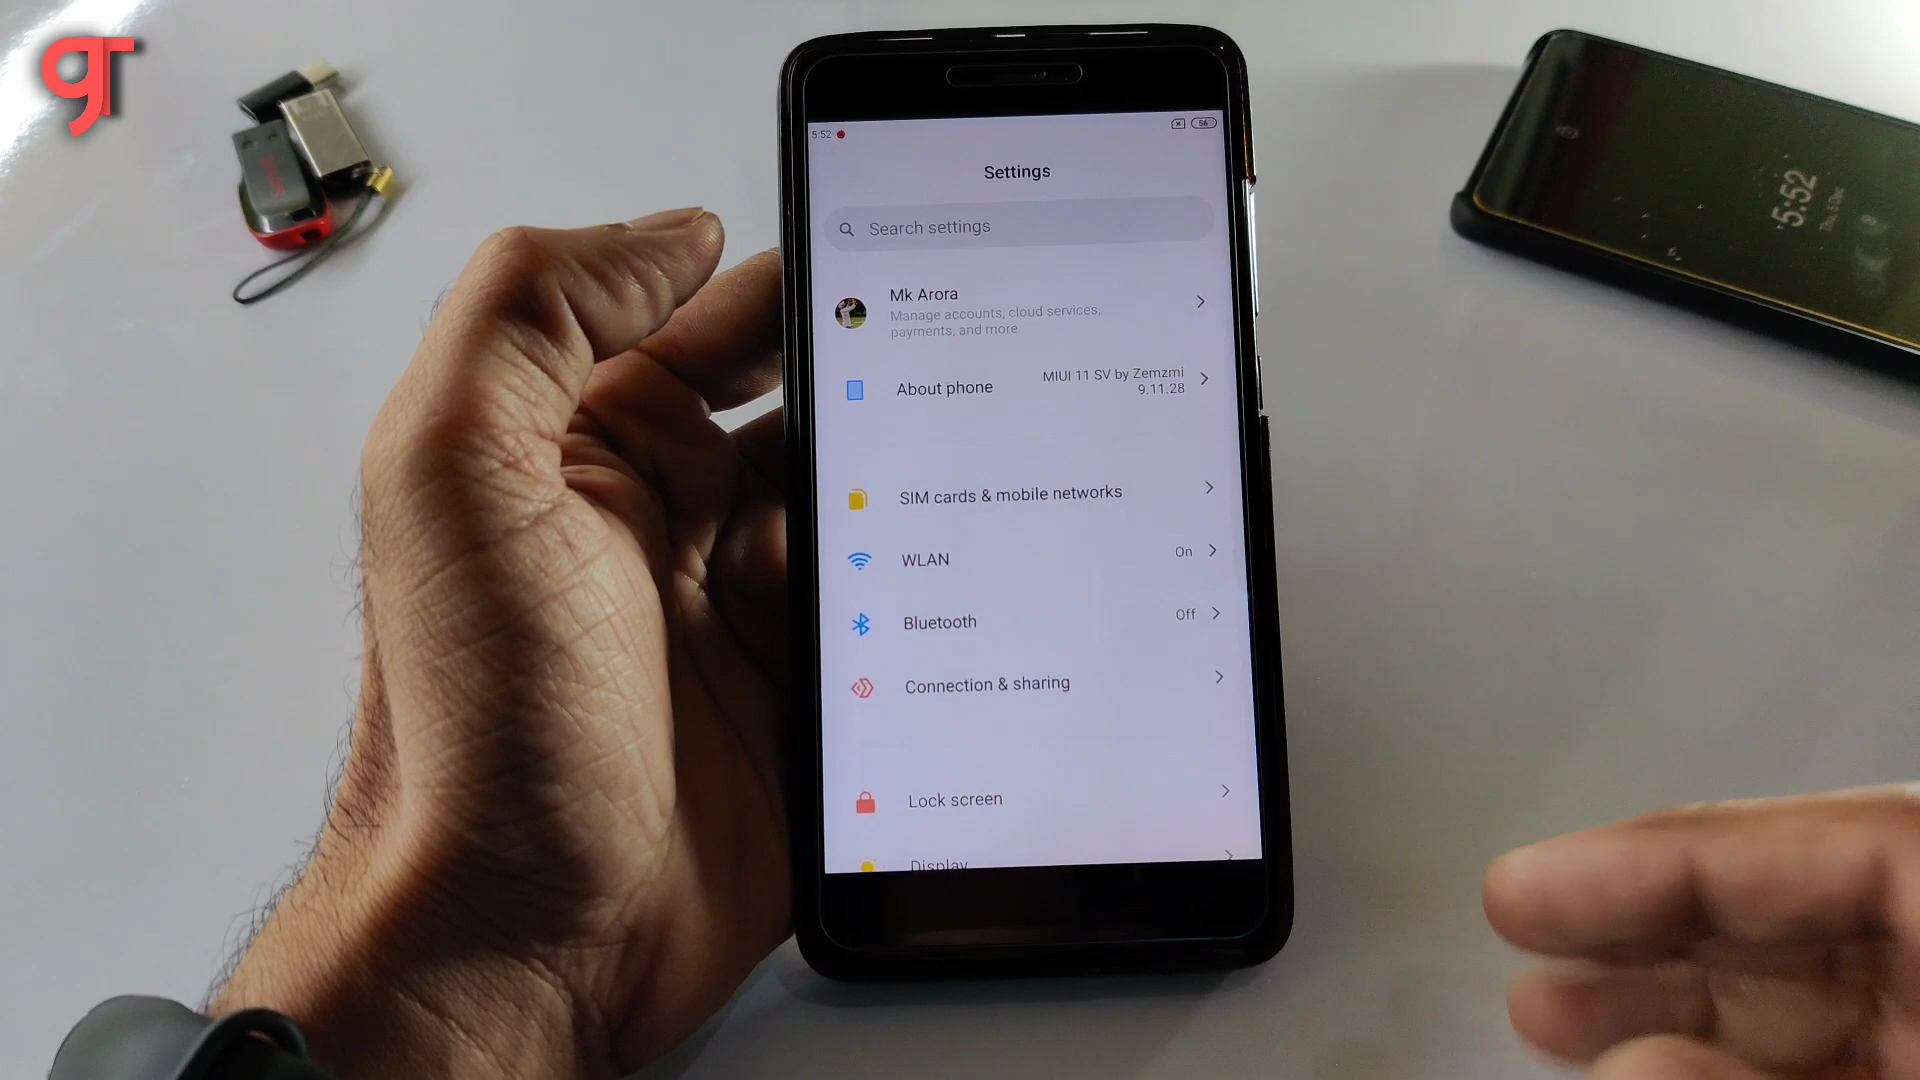 gT
5:52
56
Settings
Search settings
Mk Arora
Manage accounts, cloud services,
payments, and more
About phone
MIUI 11 SV by Zemzmi
9.11.28
SIM cards & mobile networks
WLAN
On
Bluetooth
Off
Connection & sharing
Lock screen
Display
5:52